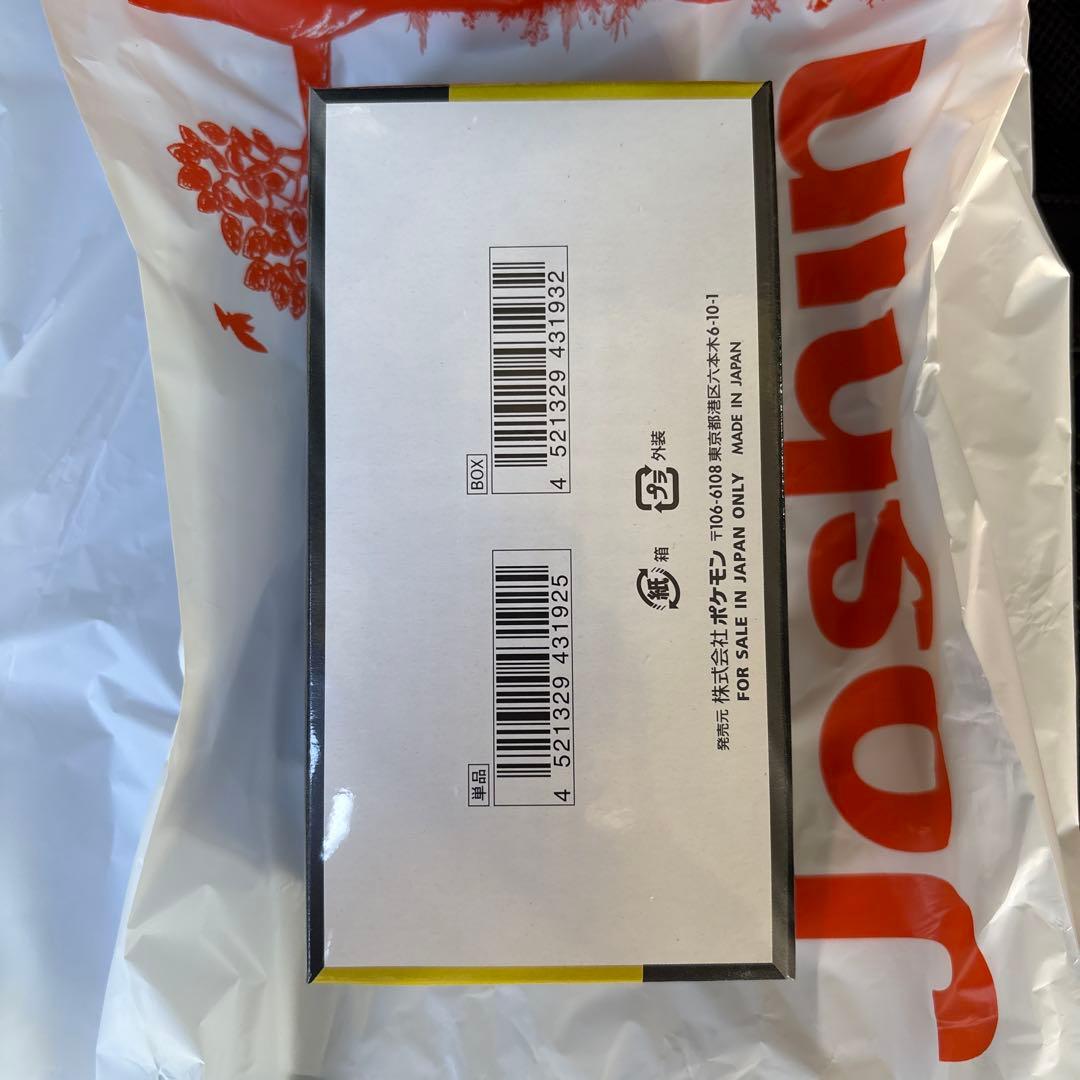 単品
4 521329 431925
BOX
4 521329 431932
紙 箱
プラ 外装
発売元 株式会社 ポケモン 〒106-6108 東京都港区六本木6-10-1
FOR SALE IN JAPAN ONLY MADE IN JAPAN
Joshin